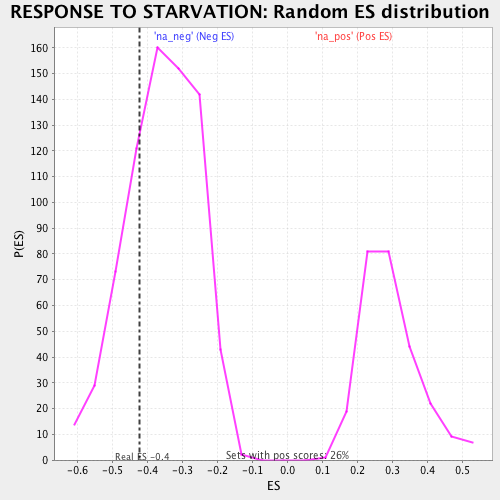 RESPONSE TO STARVATION: Random ES distribution
'na_neg' (Neg ES)
'na_pos' (Pos ES)
160
150
140
130
120
110
100
90
80
70
60
50
40
30
20
10
0
P(ES)
Real ES -0.4
Sets with pos scores: 26%
-0.6 -0.5 -0.4 -0.3 -0.2 -0.1 0.0 0.1 0.2 0.3 0.4 0.5
ES